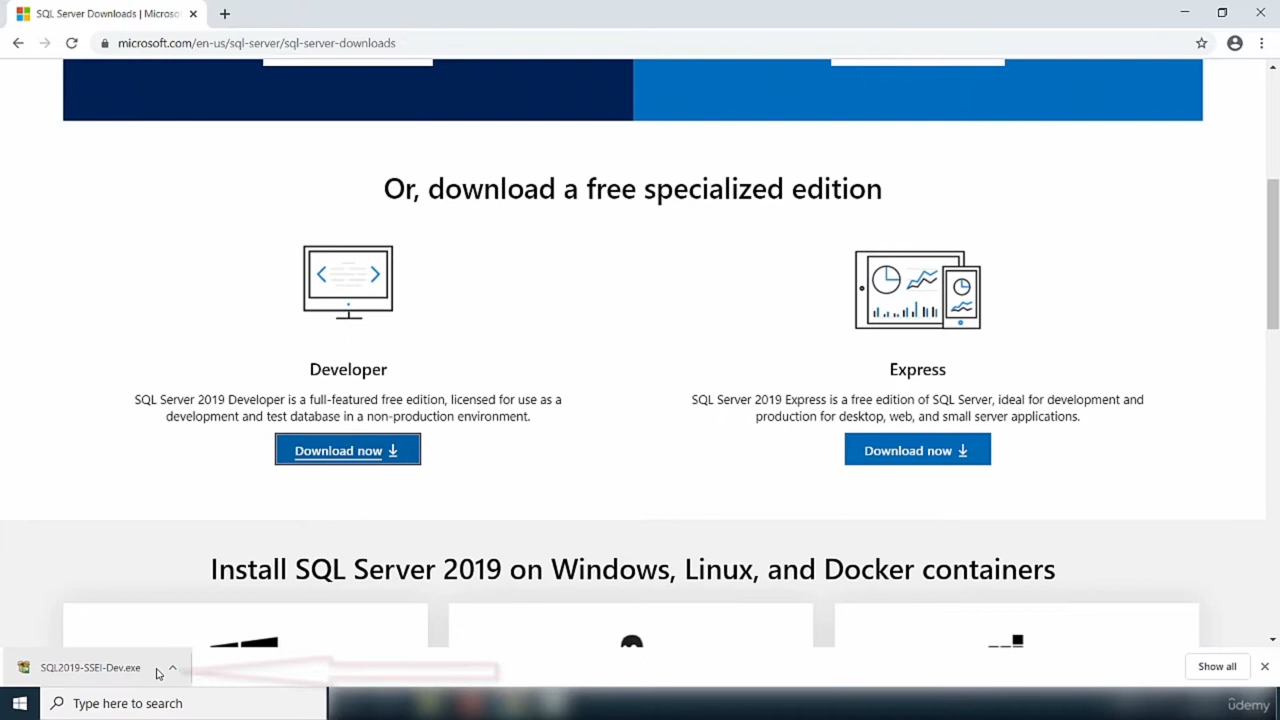 SQL Server Downloads | Microso
microsoft.com/en-us/sql-server/sql-server-downloads
Or, download a free specialized edition
Developer
SQL Server 2019 Developer is a full-featured free edition, licensed for use as a
development and test database in a non-production environment.
Download now
Express
SQL Server 2019 Express is a free edition of SQL Server, ideal for development and
production for desktop, web, and small server applications.
Download now
Install SQL Server 2019 on Windows, Linux, and Docker containers
SQL2019-SSEI-Dev.exe
Show all
Type here to search
ûdemy